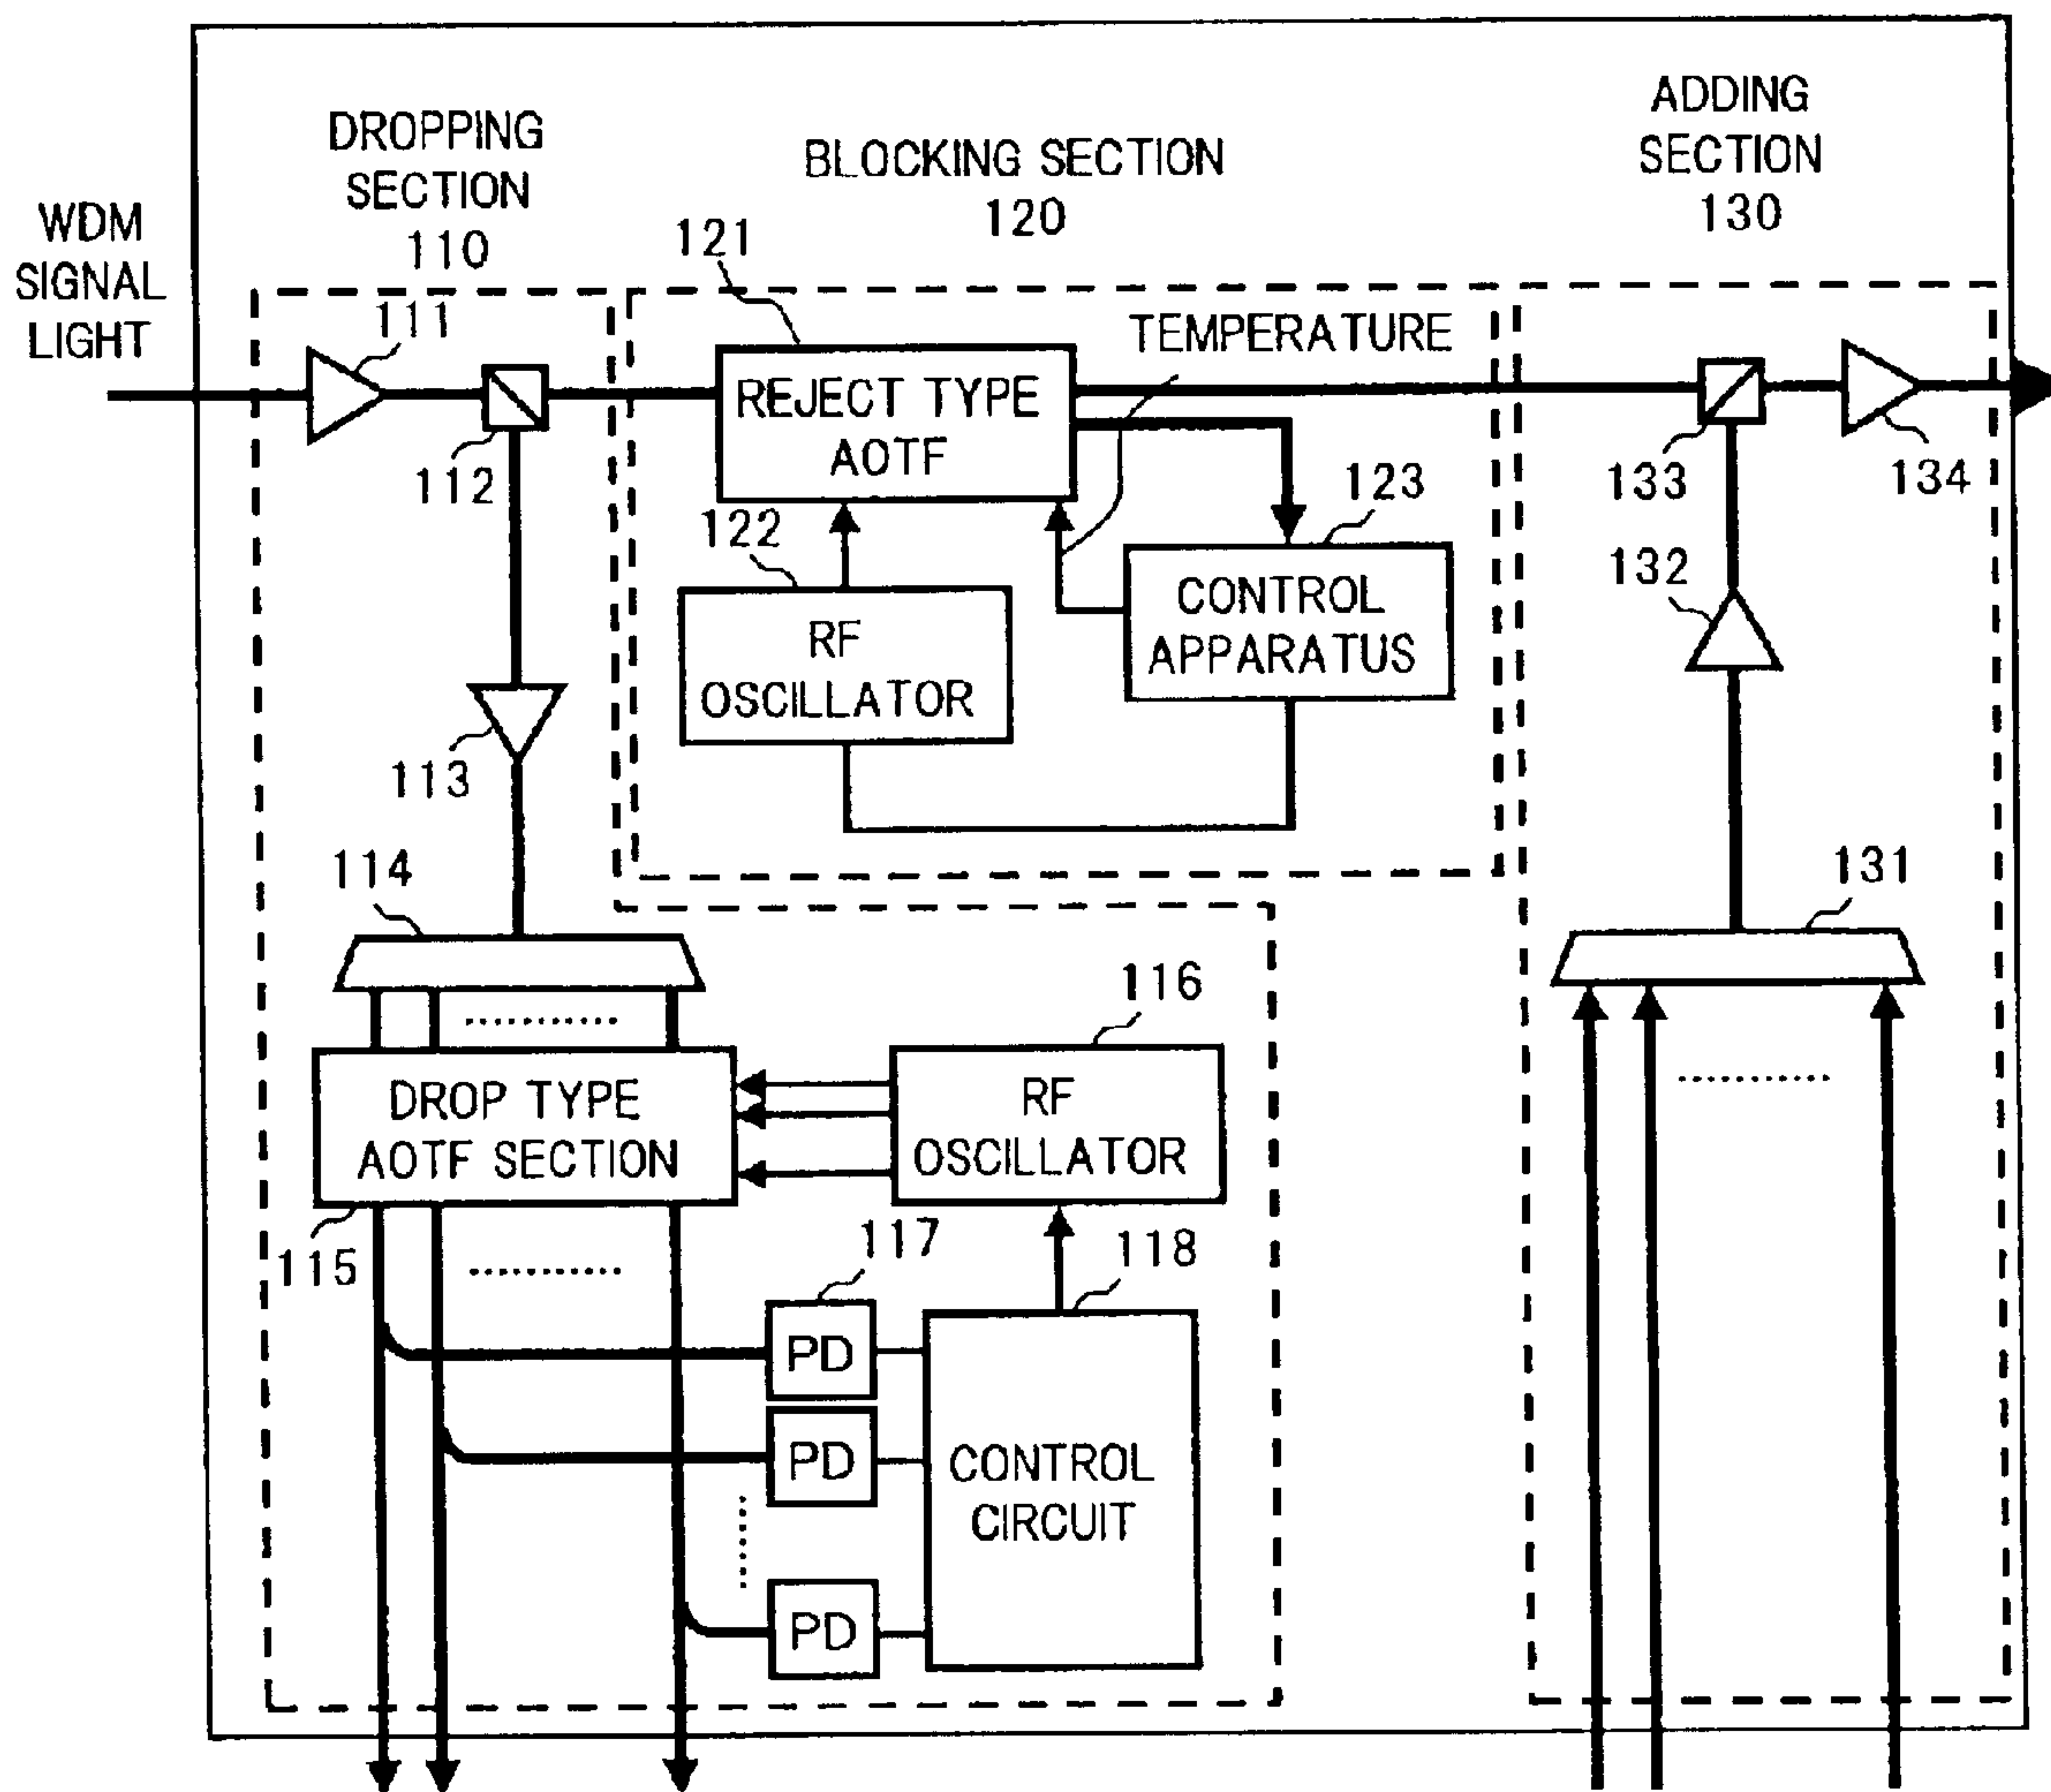 DROPPING
SECTION
110
BLOCKING SECTION
120
ADDING
SECTION
130
WDM
SIGNAL
LIGHT
111
112
113
121
REJECT TYPE
AOTF
TEMPERATURE
122
RF
OSCILLATOR
123
CONTROL
APPARATUS
133
134
132
131
114
DROP TYPE
AOTF SECTION
115
116
RF
OSCILLATOR
117
118
PD
PD
PD
CONTROL
CIRCUIT